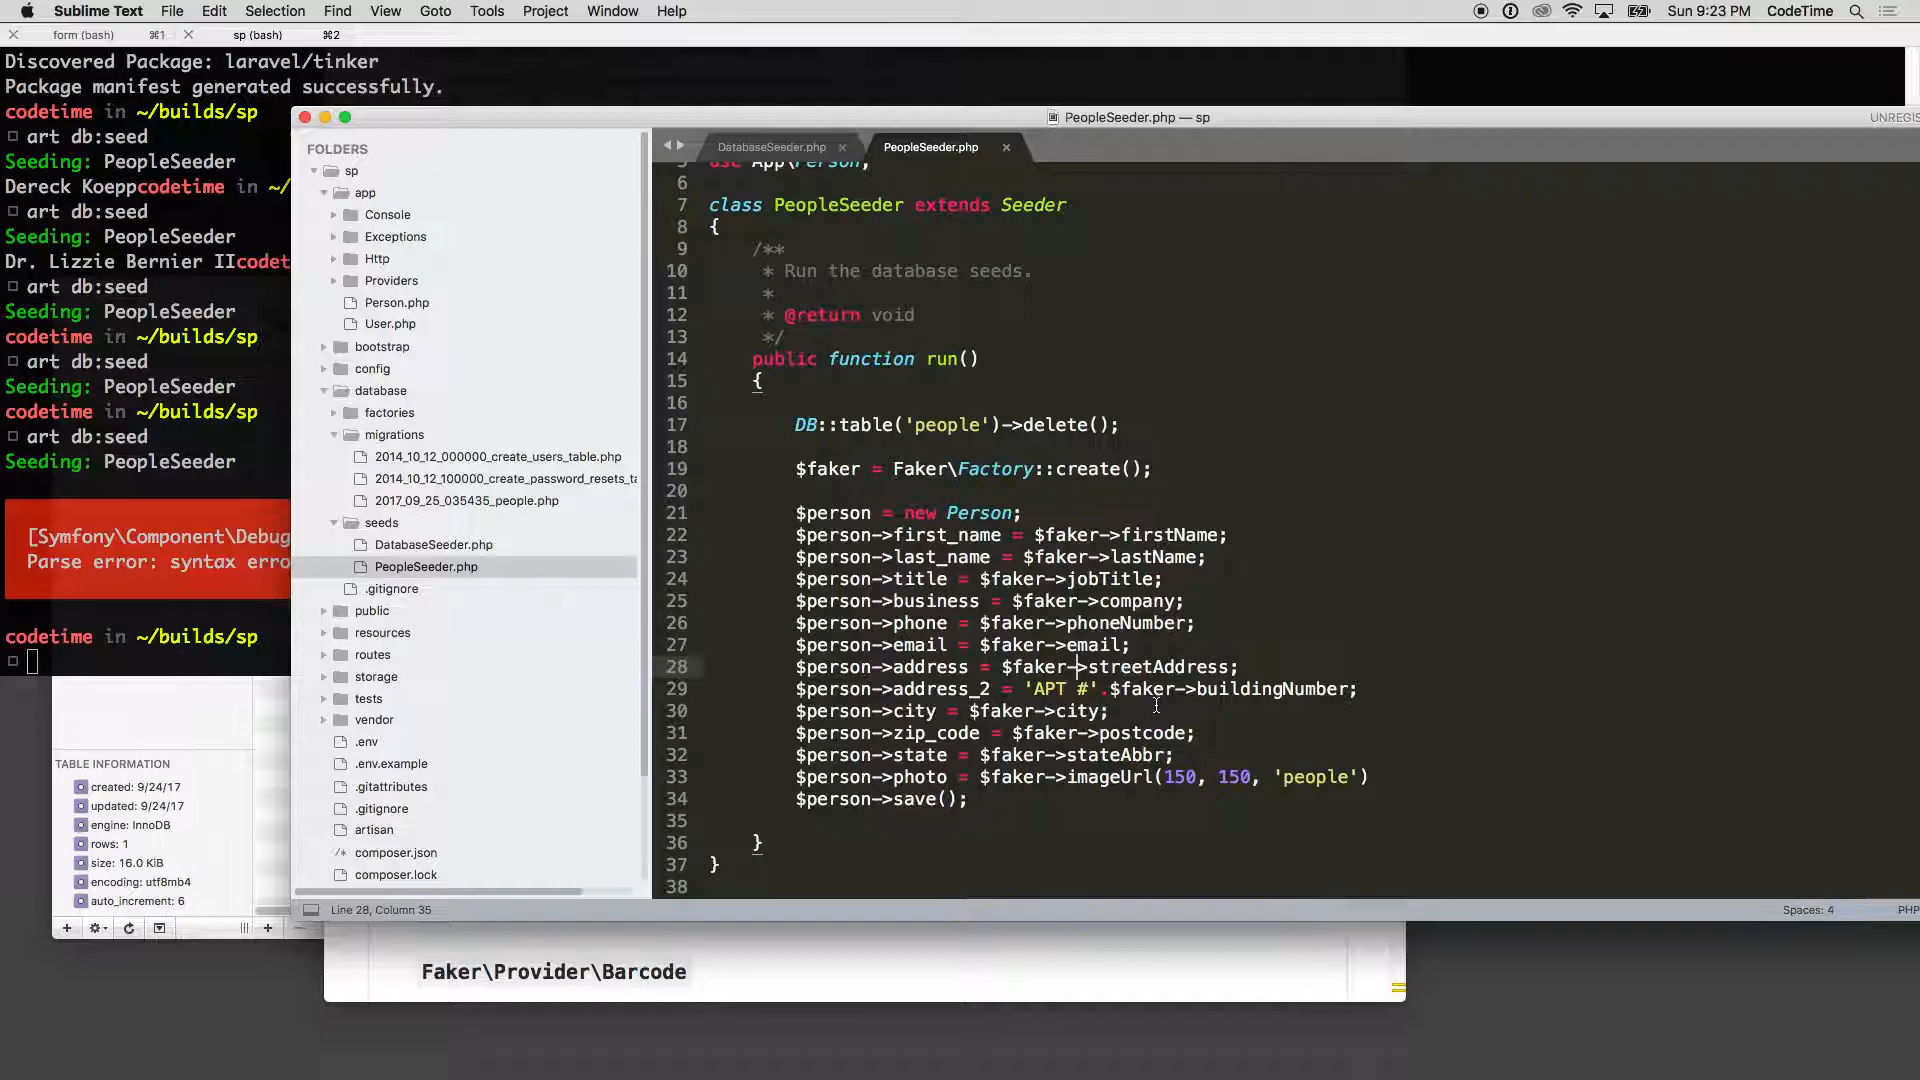 Sublime Text File Edit Selection Find View Goto Tools Project Window Help Sun 9:23 PM CodeTime
form (bash) ⌘1 sp (bash) ⌘2
Discovered Package: laravel/tinker
Package manifest generated successfully.
codetime in ~/builds/sp
art db:seed
Seeding: PeopleSeeder
Dereck Koeppcodetime in ~/
art db:seed
Seeding: PeopleSeeder
Dr. Lizzie Bernier IIcodet
art db:seed
Seeding: PeopleSeeder
codetime in ~/builds/sp
art db:seed
Seeding: PeopleSeeder
codetime in ~/builds/sp
art db:seed
Seeding: PeopleSeeder
[Symfony\Component\Debug
Parse error: syntax erro
codetime in ~/builds/sp
TABLE INFORMATION
created: 9/24/17
updated: 9/24/17
engine: InnoDB
rows: 1
size: 16.0 KiB
encoding: utf8mb4
auto_increment: 6
PeopleSeeder.php — sp
UNREGIS
FOLDERS
sp
app
Console
Exceptions
Http
Providers
Person.php
User.php
bootstrap
config
database
factories
migrations
2014_10_12_000000_create_users_table.php
2014_10_12_100000_create_password_resets_ta
2017_09_25_035435_people.php
seeds
DatabaseSeeder.php
PeopleSeeder.php
.gitignore
public
resources
routes
storage
tests
vendor
.env
.env.example
.gitattributes
.gitignore
artisan
composer.json
composer.lock
DatabaseSeeder.php PeopleSeeder.php
5 use App\Person;
6
7 class PeopleSeeder extends Seeder
8 {
9 /**
10 * Run the database seeds.
11 *
12 * @return void
13 */
14 public function run()
15 {
16
17 DB::table('people')->delete();
18
19 $faker = Faker\Factory::create();
20
21 $person = new Person;
22 $person->first_name = $faker->firstName;
23 $person->last_name = $faker->lastName;
24 $person->title = $faker->jobTitle;
25 $person->business = $faker->company;
26 $person->phone = $faker->phoneNumber;
27 $person->email = $faker->email;
28 $person->address = $faker->streetAddress;
29 $person->address_2 = 'APT #'.$faker->buildingNumber;
30 $person->city = $faker->city;
31 $person->zip_code = $faker->postcode;
32 $person->state = $faker->stateAbbr;
33 $person->photo = $faker->imageUrl(150, 150, 'people')
34 $person->save();
35
36 }
37 }
38
Line 28, Column 35 Spaces: 4 PHP
Faker\Provider\Barcode